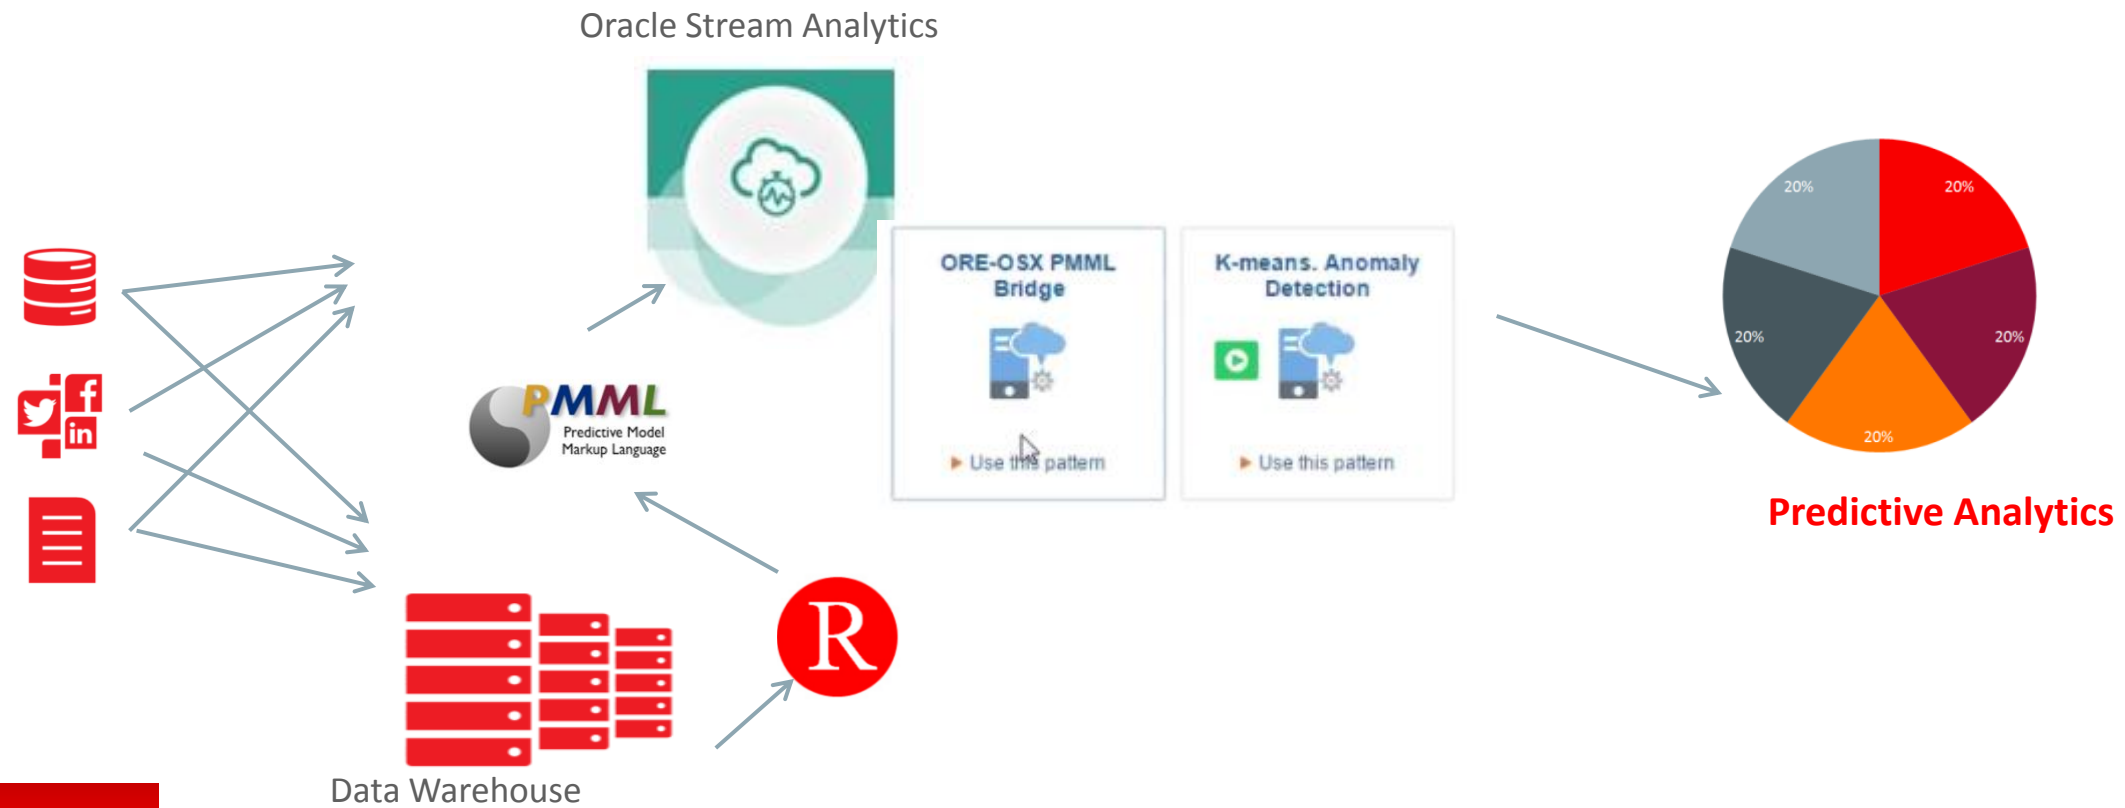 Oracle Stream Analytics
ORE-OSX PMML
Bridge
Use this pattern
K-means. Anomaly
Detection
Use this pattern
20%
20%
20%
20%
20%
Predictive Analytics
f
in
PMML
Predictive Model
Markup Language
R
Data Warehouse